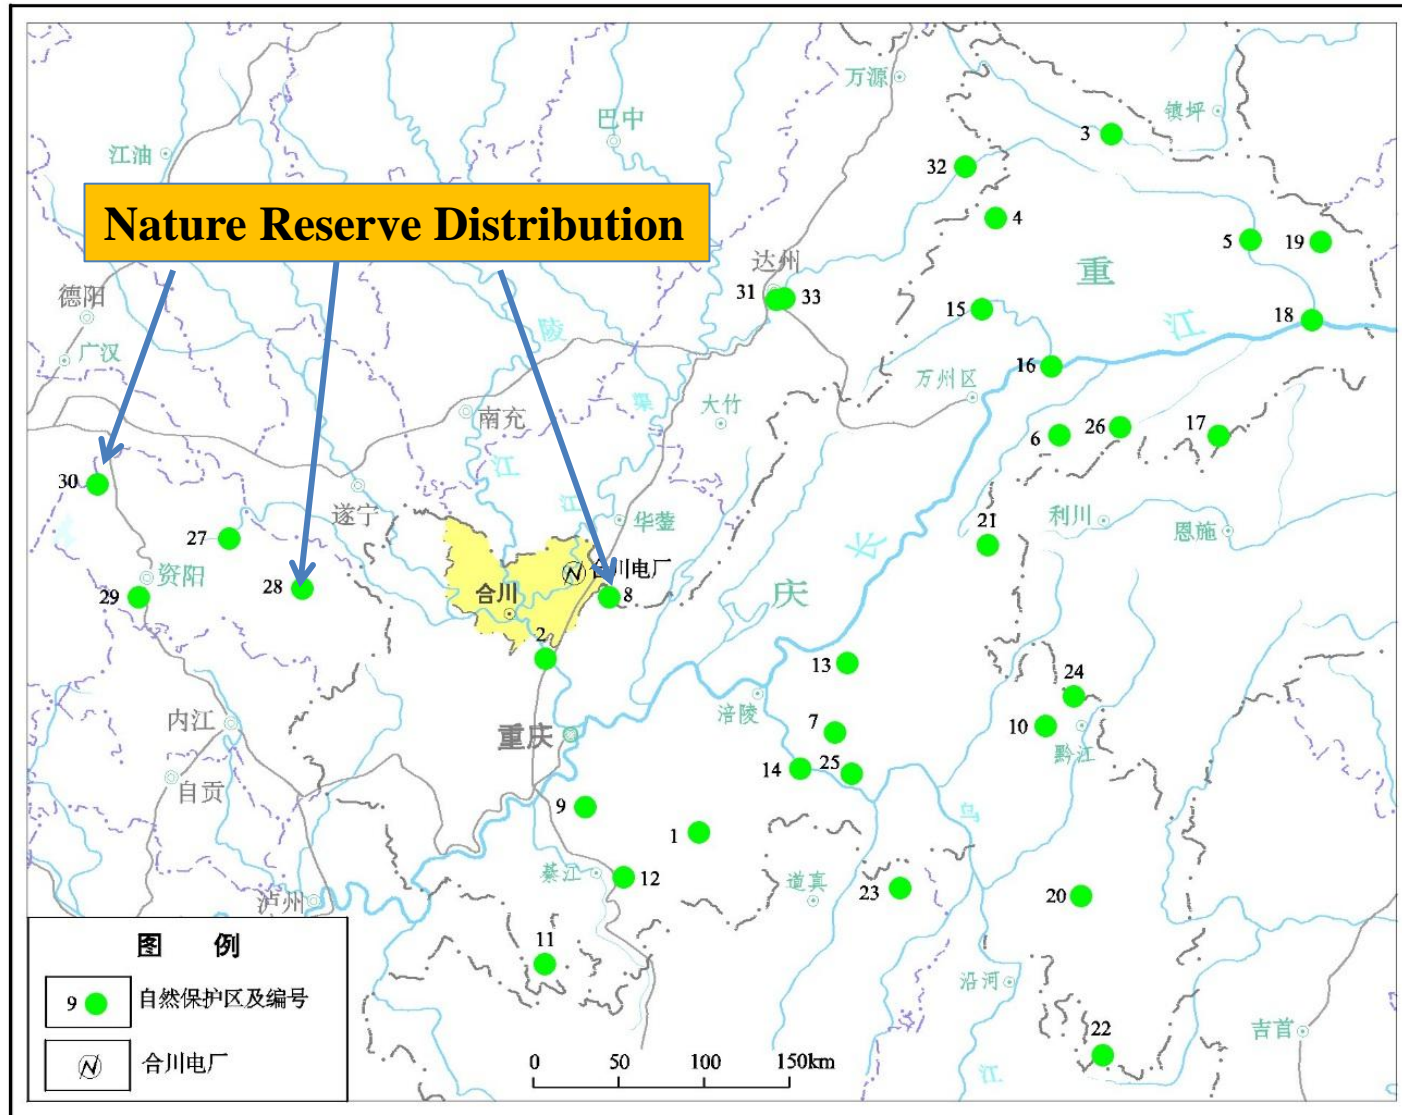 万源
镇坪
巴中
江油
3
32
4
Nature Reserve Distribution
5
19
达州
重
31
33
德阳
15
18
陵
江
广汉
16
万州区
渠
大竹
南充
6
26
17
江
30
遂宁
江
华蓥
21
利川
恩施
27
长
合川电厂
资阳
28
合川
8
庆
29
2
13
24
涪陵
内江
重庆
7
10
黔江
14
25
自贡
9
乌
1
綦江
12
道真
23
20
泸州
图 例
11
9
自然保护区及编号
沿河
吉首
22
合川电厂
0 50 100 150km
江